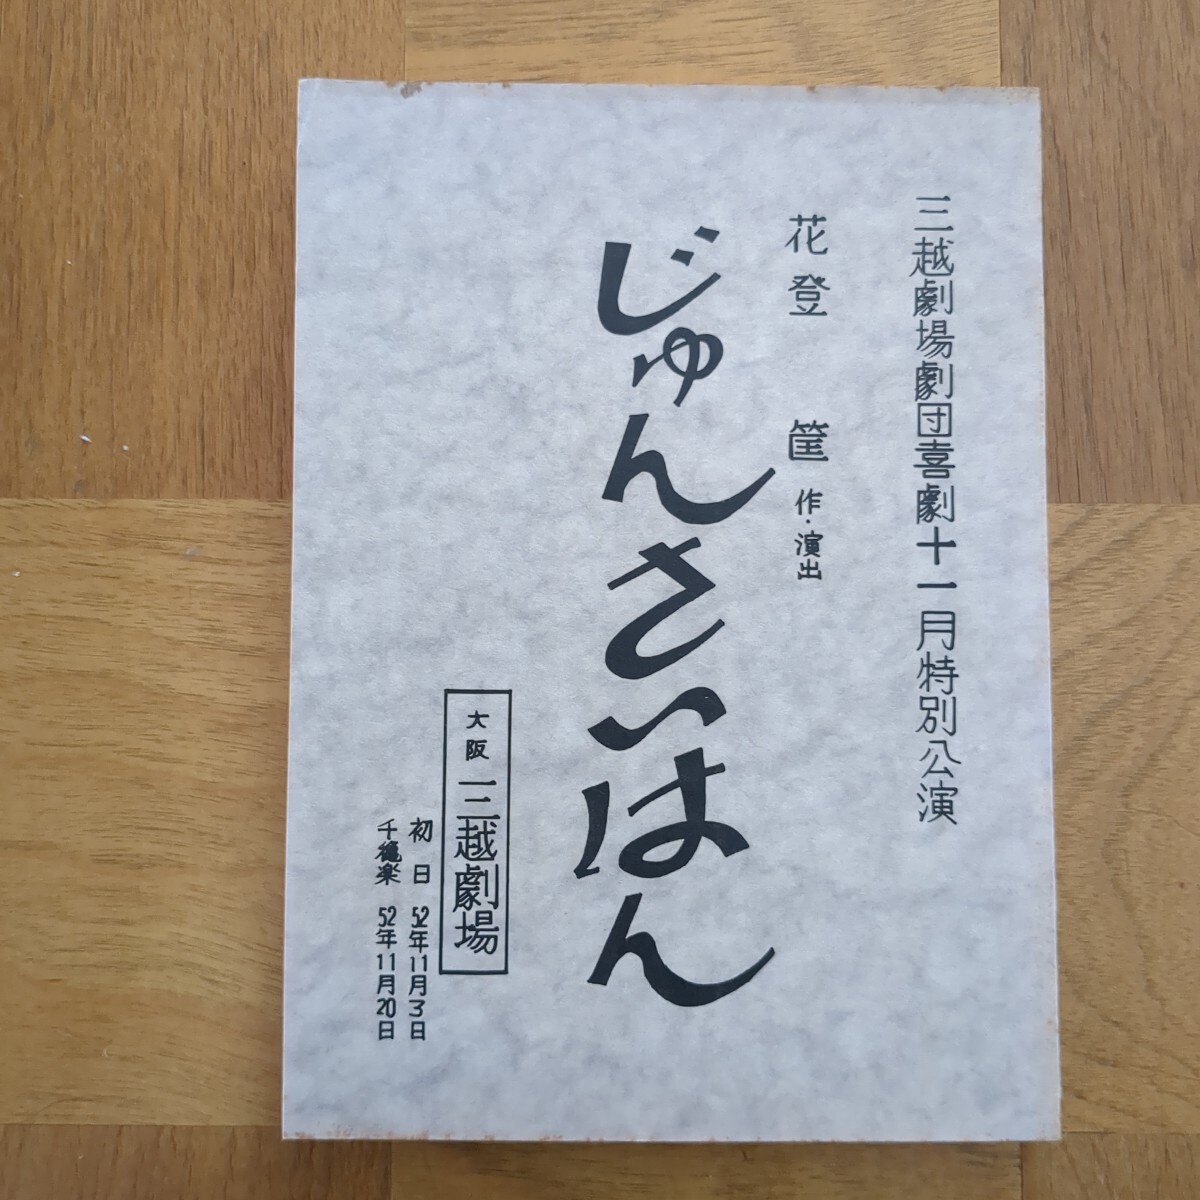 三越劇場劇団喜劇十一月特別公演
花登 筐 作・演出
じゅんさいはん
大阪 三越劇場
初日 52年11月3日
千穐楽 52年11月20日